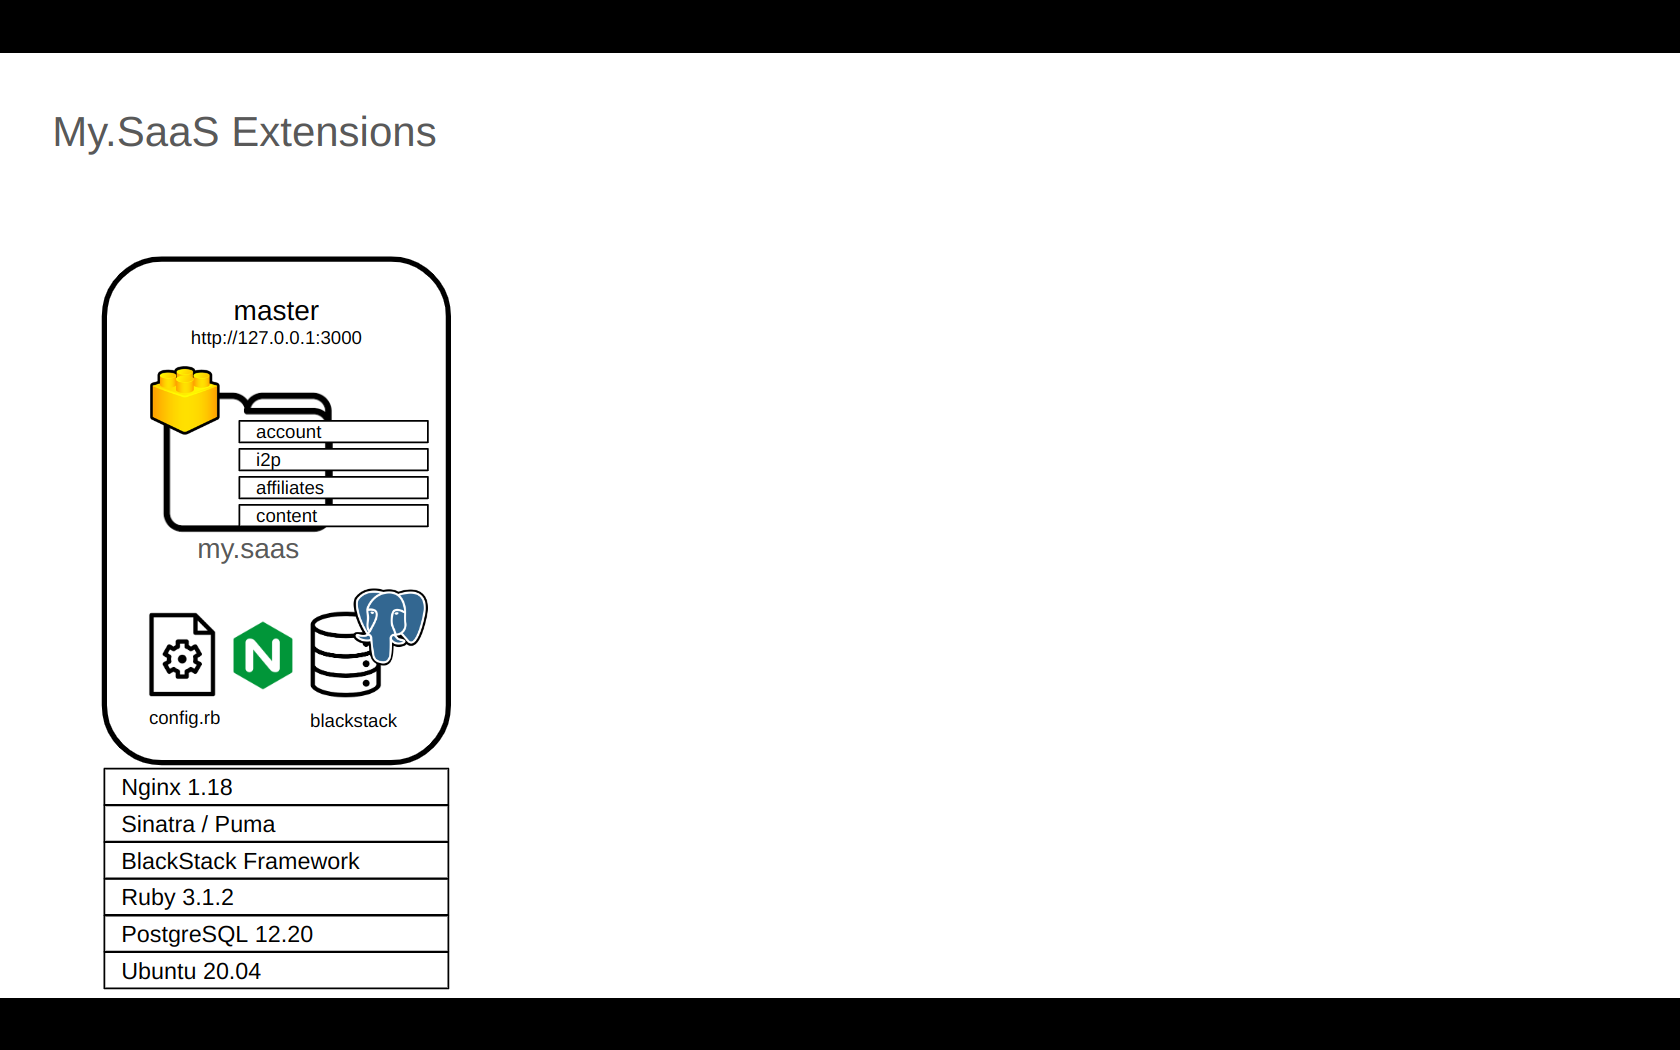 My.SaaS Extensions
master
http://127.0.0.1:3000
account
i2p
affiliates
content
my.saas
N
config.rb
blackstack
Nginx 1.18
Sinatra / Puma
BlackStack Framework
Ruby 3.1.2
PostgreSQL 12.20
Ubuntu 20.04